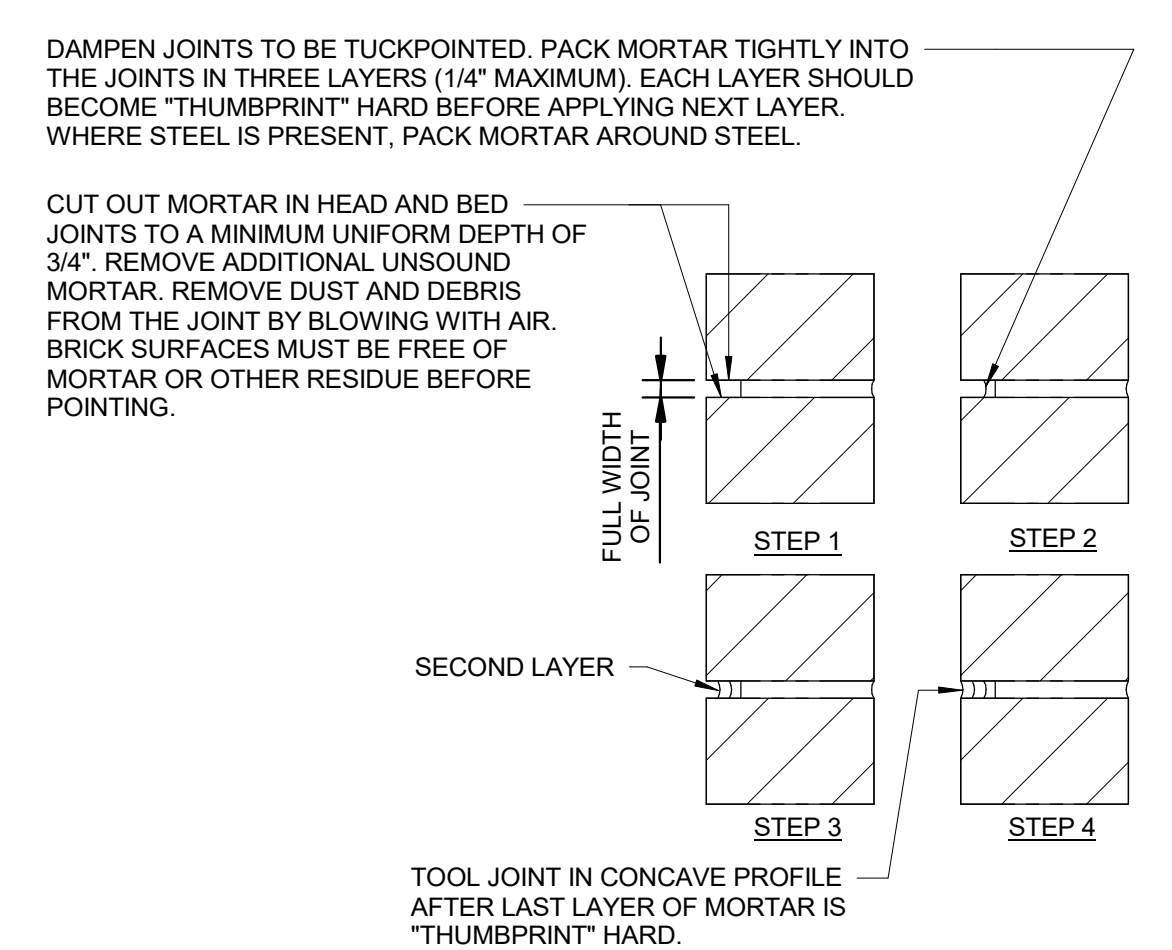 DAMPEN JOINTS TO BE TUCKPOINTED. PACK MORTAR TIGHTLY INTO
THE JOINTS IN THREE LAYERS (1/4" MAXIMUM). EACH LAYER SHOULD
BECOME "THUMBPRINT" HARD BEFORE APPLYING NEXT LAYER.
WHERE STEEL IS PRESENT, PACK MORTAR AROUND STEEL.
CUT OUT MORTAR IN HEAD AND BED
JOINTS TO A MINIMUM UNIFORM DEPTH OF
3/4". REMOVE ADDITIONAL UNSOUND
MORTAR. REMOVE DUST AND DEBRIS
FROM THE JOINT BY BLOWING WITH AIR.
BRICK SURFACES MUST BE FREE OF
MORTAR OR OTHER RESIDUE BEFORE
POINTING.
FULL WIDTH
OF JOINT
STEP 1
STEP 2
SECOND LAYER
STEP 3
STEP 4
TOOL JOINT IN CONCAVE PROFILE
AFTER LAST LAYER OF MORTAR IS
"THUMBPRINT" HARD.